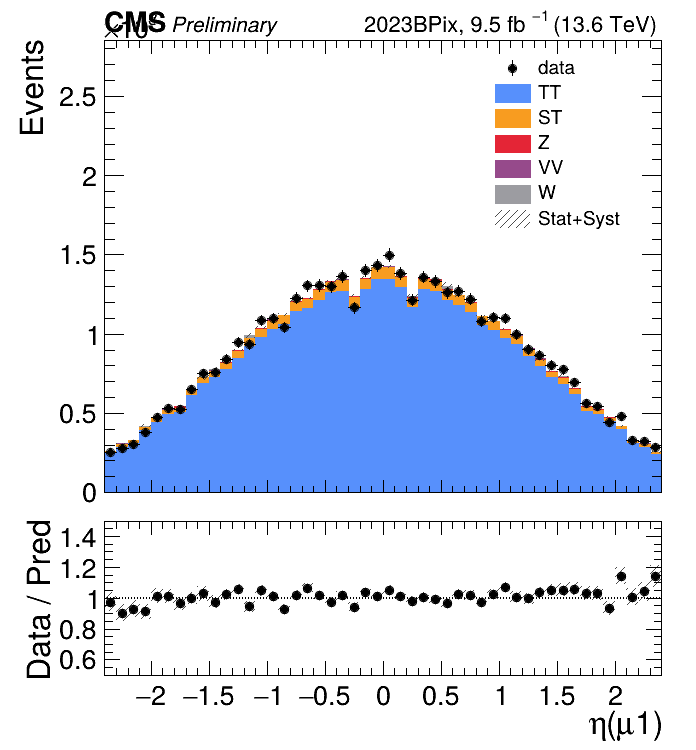 CMS Preliminary 2023BPix, 9.5 fb⁻¹ (13.6 TeV)
Events
data
TT
ST
Z
VV
W
Stat+Syst
2.5
2
1.5
1
0.5
0
Data / Pred
1.4
1.2
1
0.8
0.6
−2 −1.5 −1 −0.5 0 0.5 1 1.5 2
η(μ1)